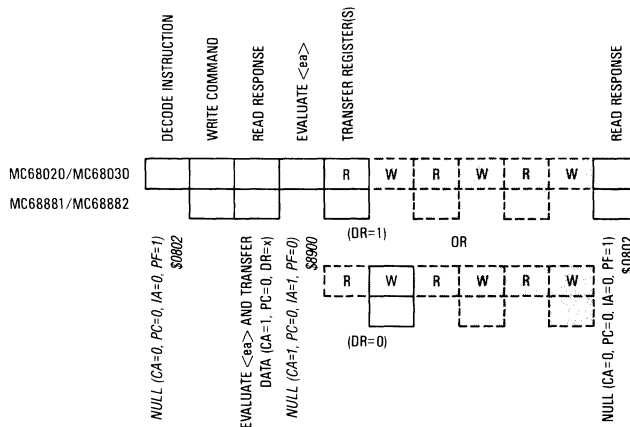 DECODE INSTRUCTION
WRITE COMMAND
READ RESPONSE
EVALUATE <ea>
TRANSFER REGISTER(S)
READ RESPONSE
MC68020/MC68030
R W R W R W
MC68881/MC68882
(DR=1) OR
R W R W R W
(DR=0)
NULL (CA=0, PC=0, IA=0, PF=1)
$0802
EVALUATE <ea> AND TRANSFER
DATA (CA=1, PC=0, DR=x)
NULL (CA=1, PC=0, IA=1, PF=0)
$8900
NULL (CA=0, PC=0, IA=0, PF=1)
$0802